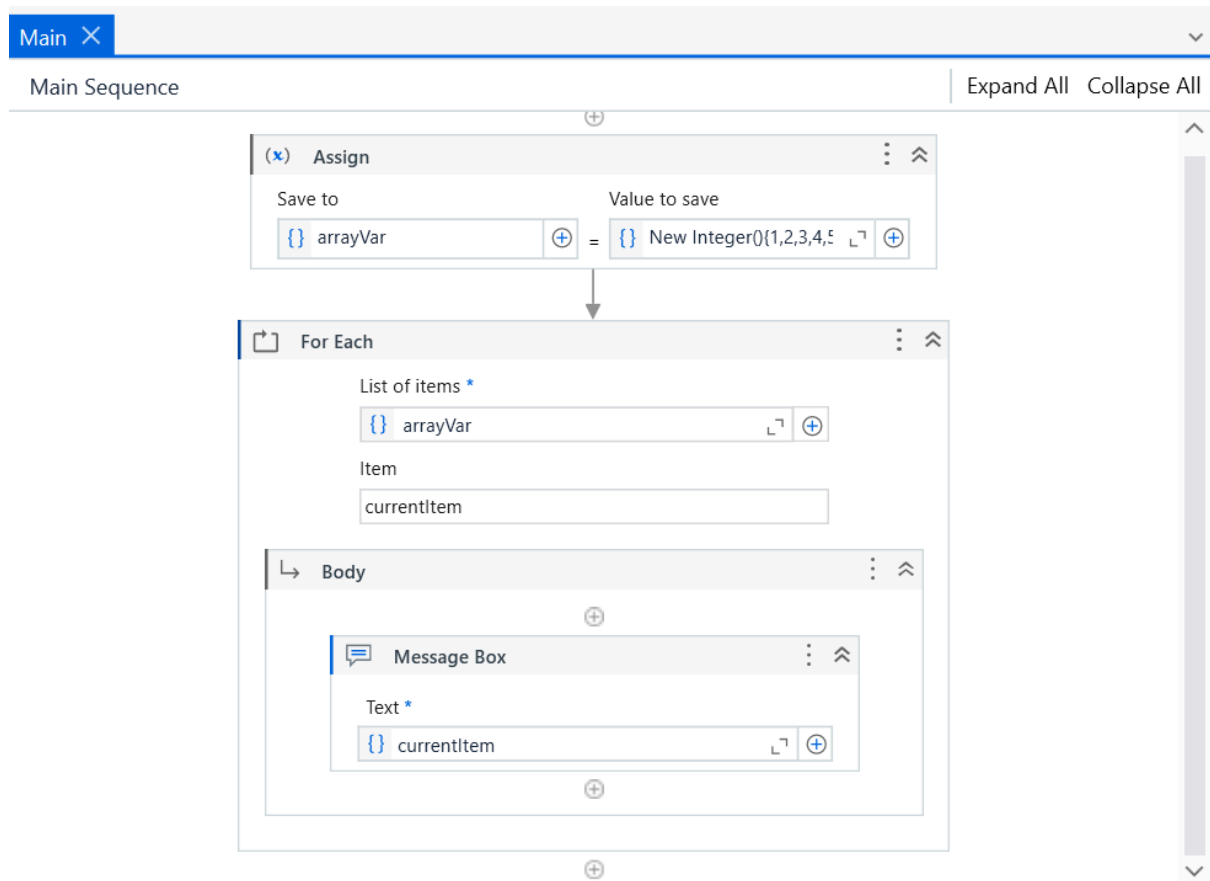 Main
Main Sequence Expand All Collapse All
(x) Assign
Save to Value to save
{} arrayVar = {} New Integer(){1,2,3,4,5
For Each
List of items *
{} arrayVar
Item
currentItem
Body
Message Box
Text *
{} currentItem